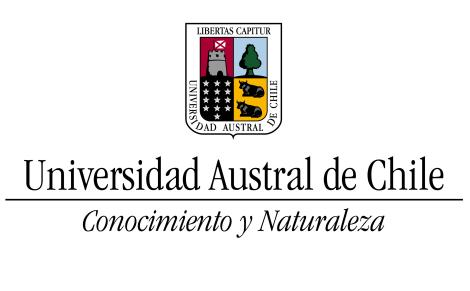 LIBERTAS CAPITUR
UNIVERSIDAD AUSTRAL DE CHILE
Universidad Austral de Chile
Conocimiento y Naturaleza